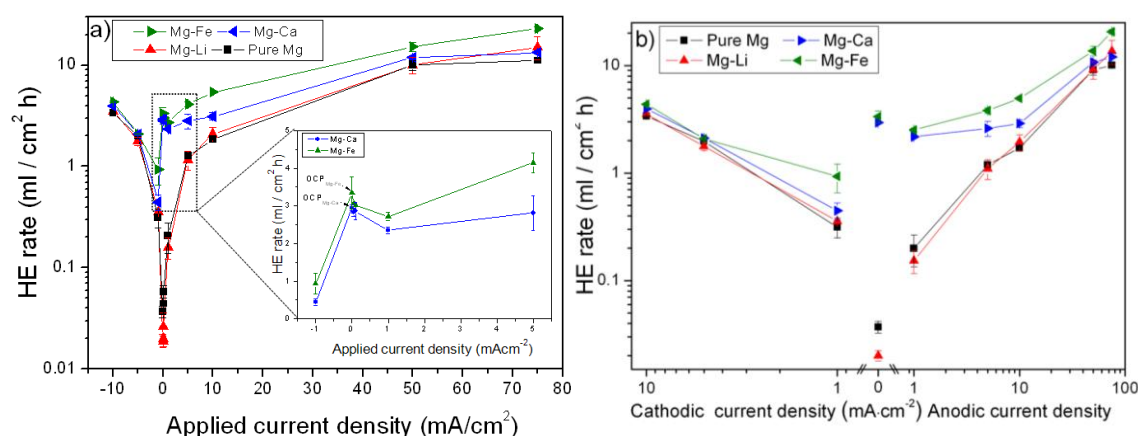 a)
Mg-Fe Mg-Ca
Mg-Li Pure Mg
HE rate (ml / cm² h)
10
1
0.1
0.01
-10 0 10 20 30 40 50 60 70 80
Applied current density (mA/cm²)
Mg-Ca
Mg-Fe
OCP Mg-Fe
OCP Mg-Ca
HE rate (ml / cm² h)
5
4
3
2
1
0
-1 0 1 2 3 4 5
Applied current density (mAcm⁻²)
b)
Pure Mg Mg-Ca
Mg-Li Mg-Fe
HE rate (ml / cm² h)
10
1
0.1
10 1 0 1 10 100
Cathodic current density (mA·cm⁻²) Anodic current density